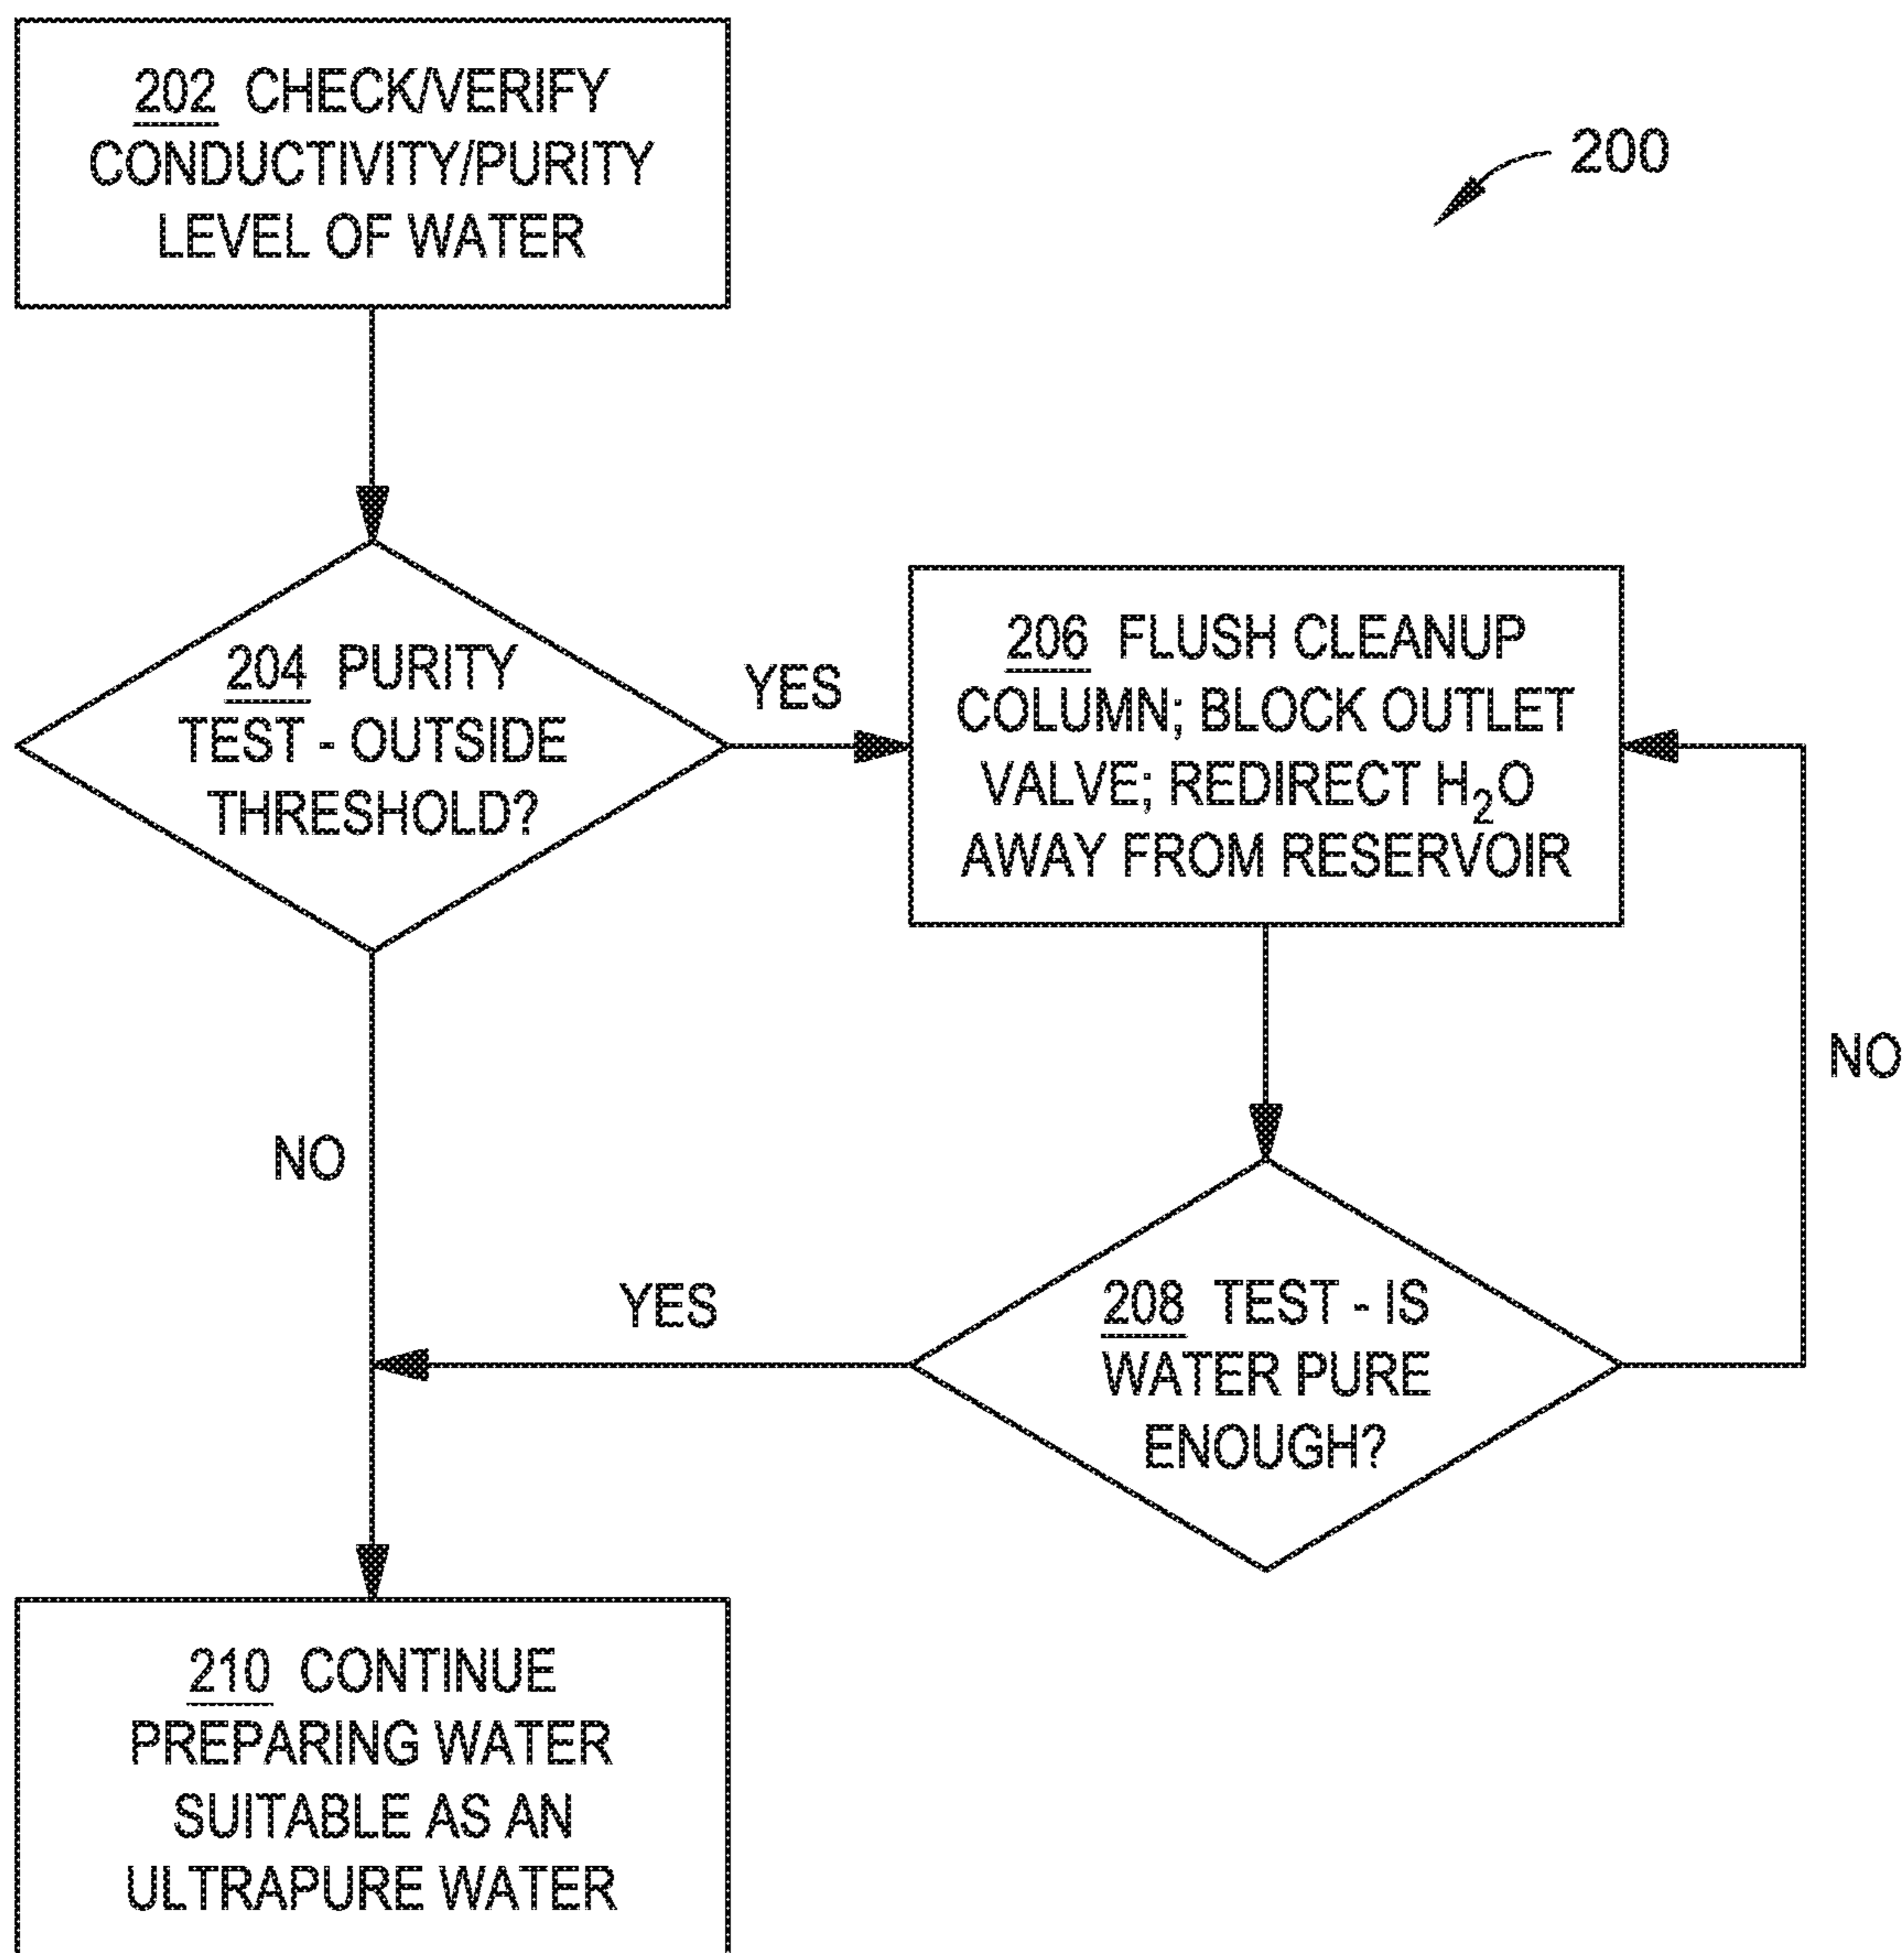 202 CHECK/VERIFY
CONDUCTIVITY/PURITY
LEVEL OF WATER
200
204 PURITY
TEST - OUTSIDE
THRESHOLD?
YES
206 FLUSH CLEANUP
COLUMN; BLOCK OUTLET
VALVE; REDIRECT H₂O
AWAY FROM RESERVOIR
NO
NO
YES
208 TEST - IS
WATER PURE
ENOUGH?
210 CONTINUE
PREPARING WATER
SUITABLE AS AN
ULTRAPURE WATER